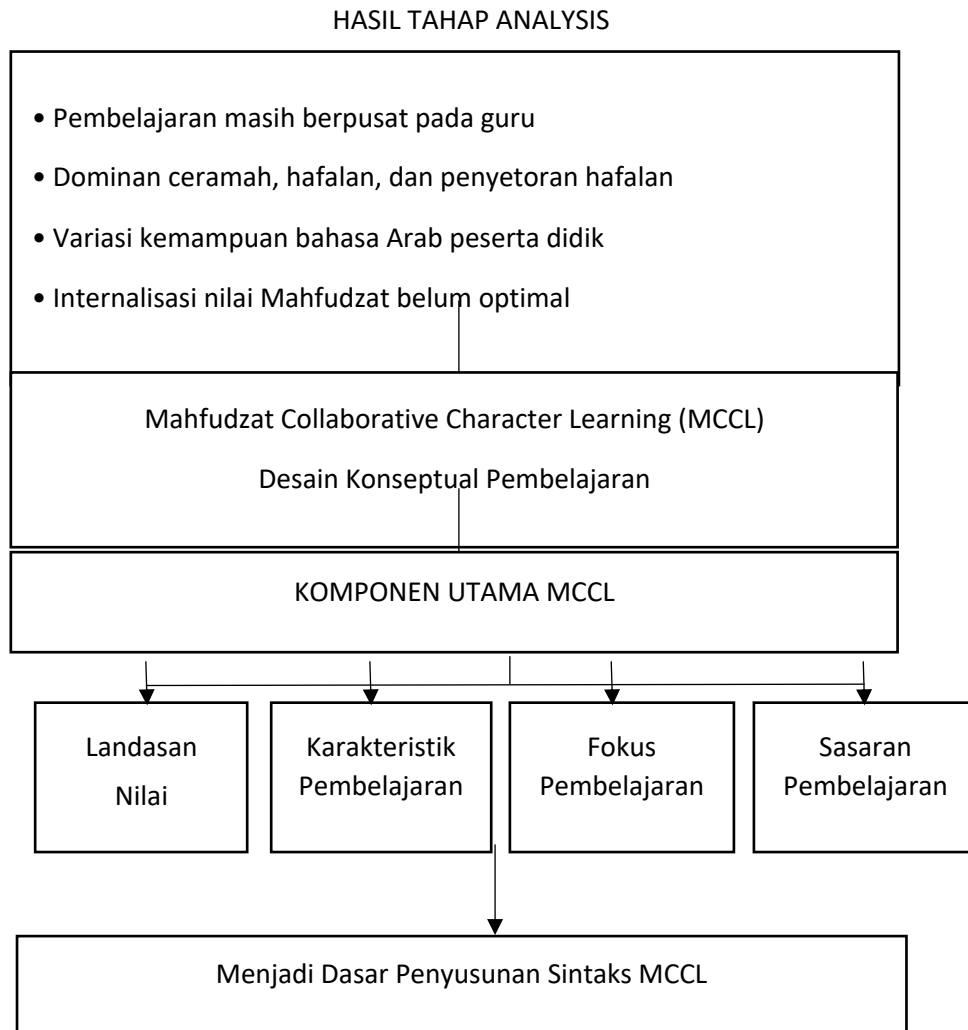 HASIL TAHAP ANALYSIS
• Pembelajaran masih berpusat pada guru
• Dominan ceramah, hafalan, dan penyetoran hafalan
• Variasi kemampuan bahasa Arab peserta didik
• Internalisasi nilai Mahfudzat belum optimal
Mahfudzat Collaborative Character Learning (MCCL)
Desain Konseptual Pembelajaran
KOMPONEN UTAMA MCCL
Landasan
Nilai
Karakteristik
Pembelajaran
Fokus
Pembelajaran
Sasaran
Pembelajaran
Menjadi Dasar Penyusunan Sintaks MCCL